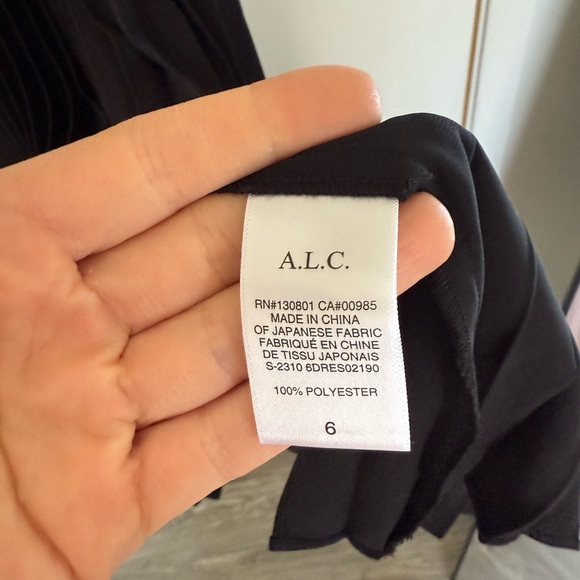 A.L.C.
RN#130801 CA#00985
MADE IN CHINA
OF JAPANESE FABRIC
FABRIQUÉ EN CHINE
DE TISSU JAPONAIS
S-2310 6DRES02190
100% POLYESTER
6